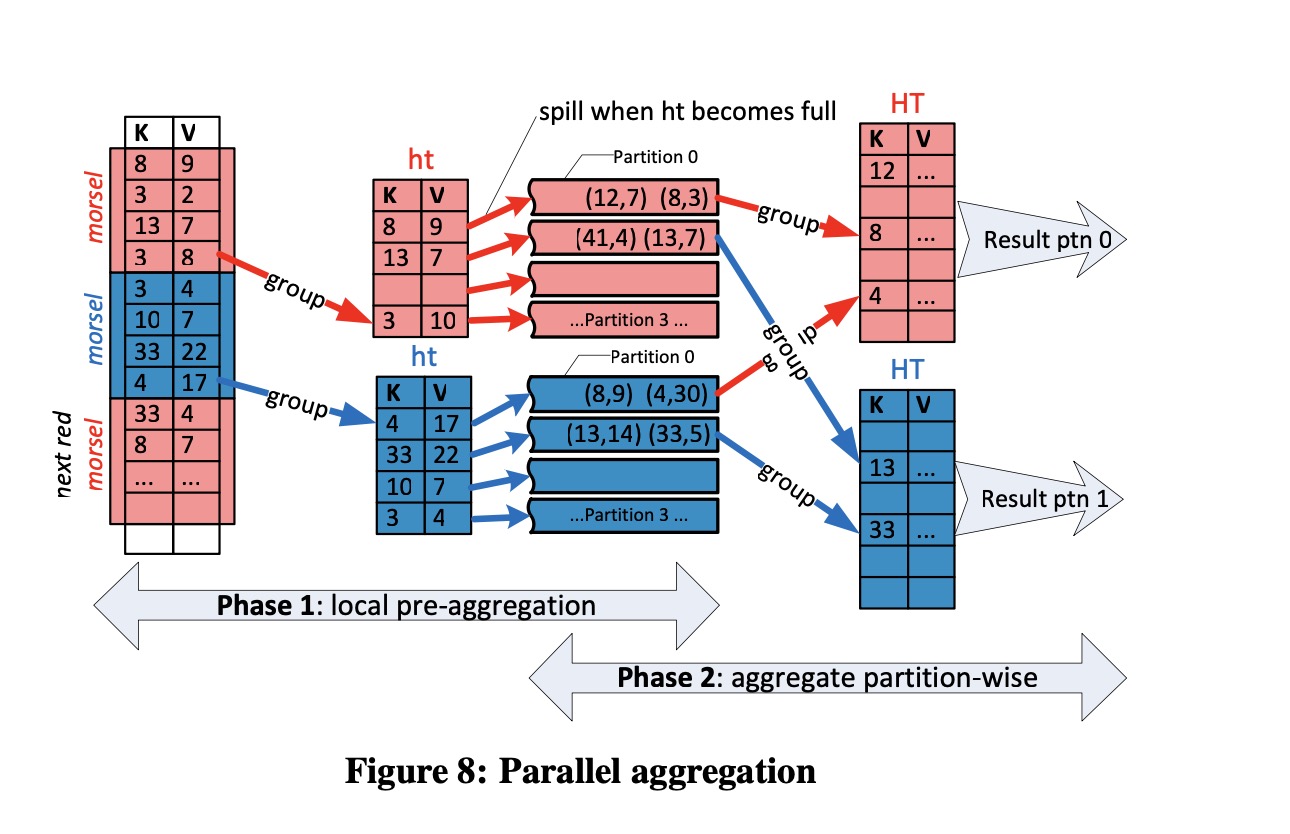 spill when ht becomes full
K V
8 9
3 2
13 7
3 8
3 4
10 7
33 22
4 17
33 4
8 7
... ...
morsel
morsel
next red
morsel
group
group
ht
K V
8 9
13 7
3 10
ht
K V
4 17
33 22
10 7
3 4
Partition 0
(12,7) (8,3)
(41,4) (13,7)
...Partition 3 ...
Partition 0
(8,9) (4,30)
(13,14) (33,5)
...Partition 3 ...
group
group
group
group
HT
K V
12 ...
8 ...
4 ...
HT
K V
13 ...
33 ...
Result ptn 0
Result ptn 1
Phase 1: local pre-aggregation
Phase 2: aggregate partition-wise
Figure 8: Parallel aggregation